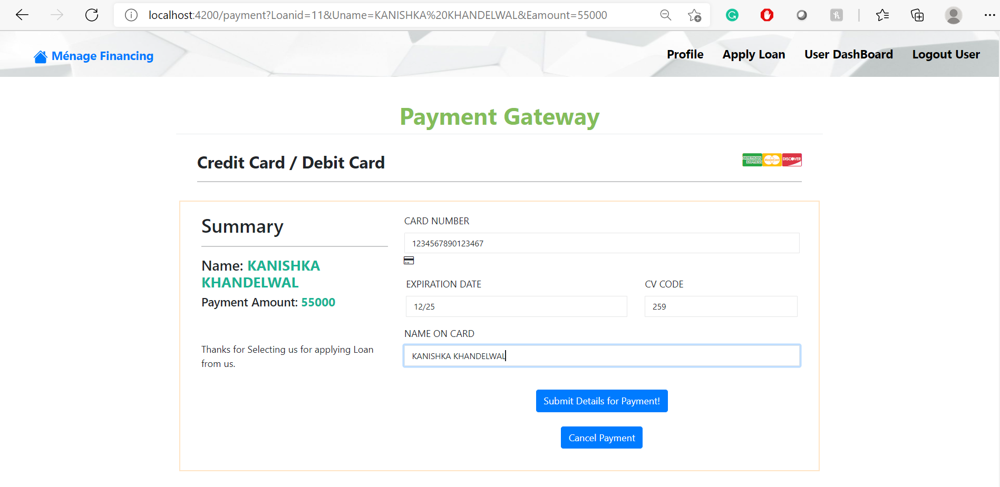 localhost:4200/payment?Loanid=11&Uname=KANISHKA%20KHANDELWAL&Eamount=55000
Ménage Financing
Profile
Apply Loan
User DashBoard
Logout User
Payment Gateway
Credit Card / Debit Card
AMERICAN
EXPRESS
MasterCard
DISCOVER
Summary
Name: KANISHKA
KHANDELWAL
Payment Amount: 55000
Thanks for Selecting us for applying Loan
from us.
CARD NUMBER
1234567890123467
EXPIRATION DATE
CV CODE
12/25
259
NAME ON CARD
KANISHKA KHANDELWAL
Submit Details for Payment!
Cancel Payment